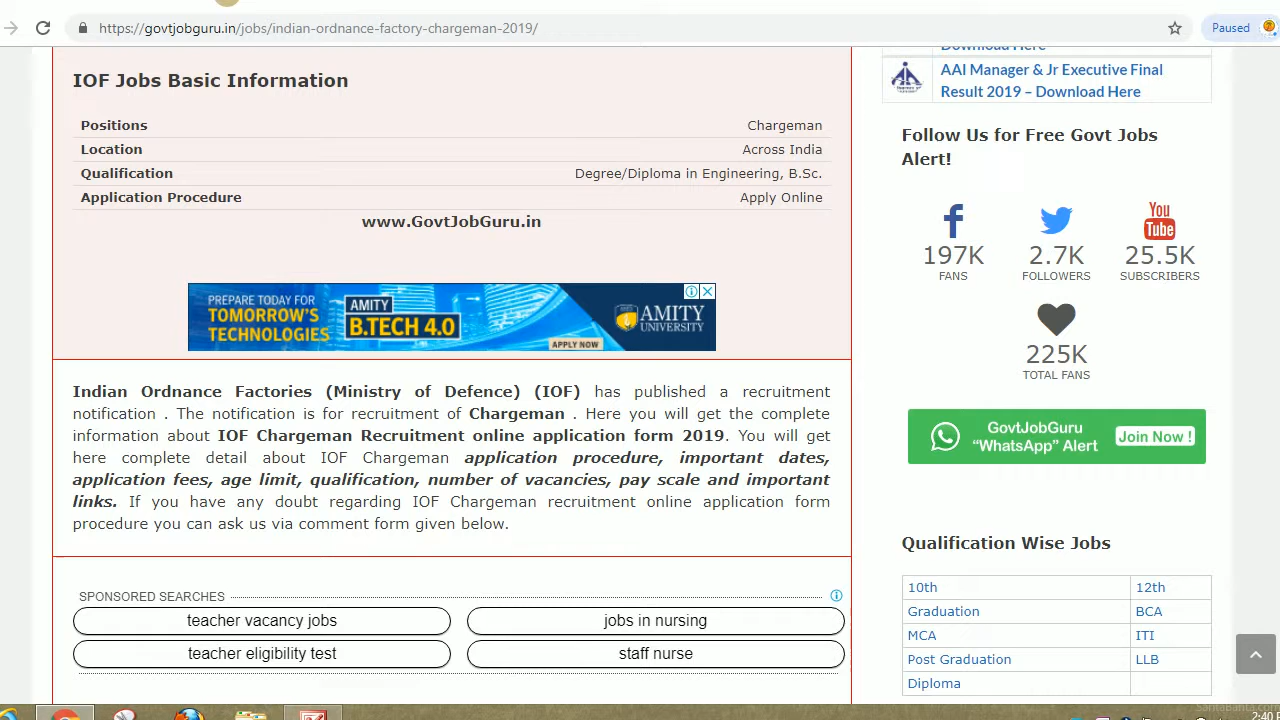 https://govtjobguru.in/jobs/indian-ordnance-factory-chargeman-2019/
Paused
IOF Jobs Basic Information
Positions Chargeman
Location Across India
Qualification Degree/Diploma in Engineering, B.Sc.
Application Procedure Apply Online
www.GovtJobGuru.in
PREPARE TODAY FOR
TOMORROW'S
TECHNOLOGIES
AMITY
B.TECH 4.0
APPLY NOW
AMITY
UNIVERSITY
Indian Ordnance Factories (Ministry of Defence) (IOF) has published a recruitment
notification . The notification is for recruitment of Chargeman . Here you will get the complete
information about IOF Chargeman Recruitment online application form 2019. You will get
here complete detail about IOF Chargeman application procedure, important dates,
application fees, age limit, qualification, number of vacancies, pay scale and important
links. If you have any doubt regarding IOF Chargeman recruitment online application form
procedure you can ask us via comment form given below.
SPONSORED SEARCHES
teacher vacancy jobs
jobs in nursing
teacher eligibility test
staff nurse
Download Here
AAI Manager & Jr Executive Final
Result 2019 – Download Here
Follow Us for Free Govt Jobs
Alert!
197K
FANS
2.7K
FOLLOWERS
You
Tube
25.5K
SUBSCRIBERS
225K
TOTAL FANS
GovtJobGuru
"WhatsApp" Alert
Join Now !
Qualification Wise Jobs
10th 12th
Graduation BCA
MCA ITI
Post Graduation LLB
Diploma
SantaBanta.com
2:40 P